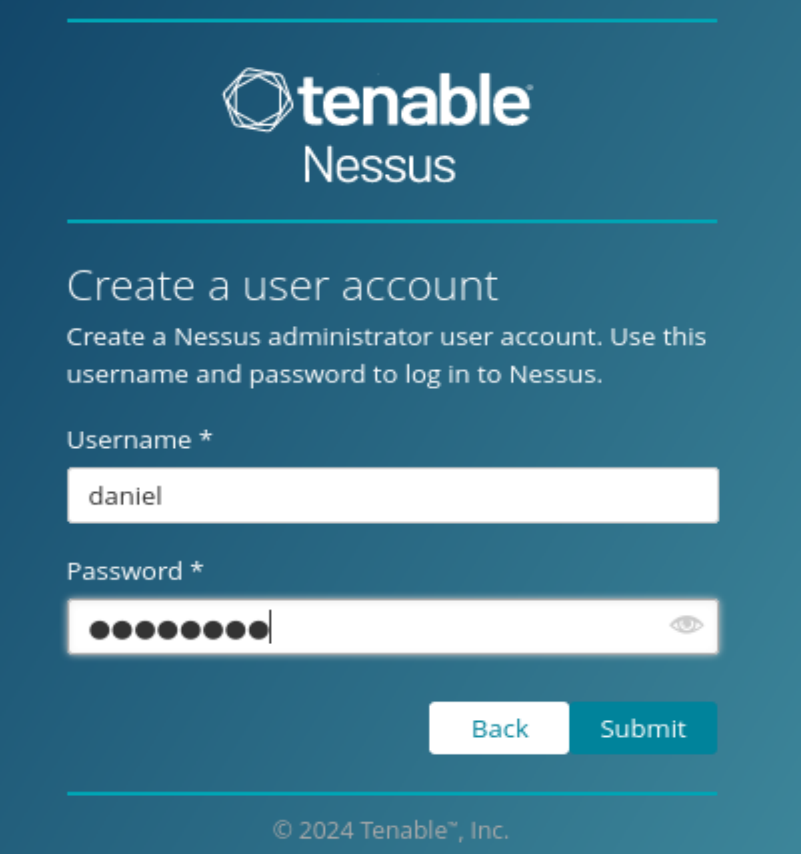 tenable®
Nessus
Create a user account
Create a Nessus administrator user account. Use this
username and password to log in to Nessus.
Username *
daniel
Password *
●●●●●●●●
Back
Submit
© 2024 Tenable™, Inc.